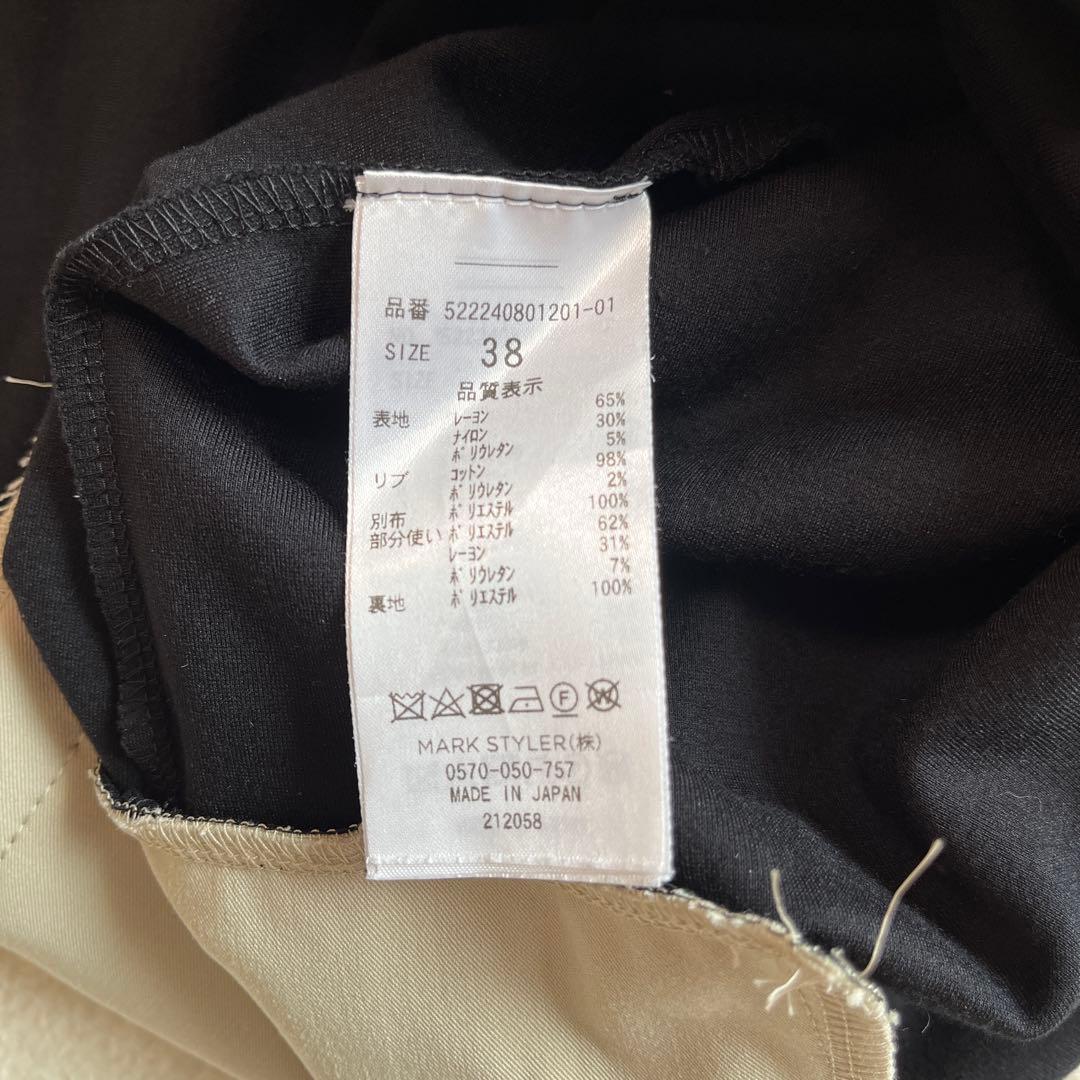 品番 522240801201-01
SIZE 38
品質表示
表地 レーヨン 65%
ナイロン 30%
ポリウレタン 5%
リブ コットン 98%
ポリウレタン 2%
別布 ポリエステル 100%
部分使い ポリエステル 62%
レーヨン 31%
ポリウレタン 7%
裏地 ポリエステル 100%
F W
MARK STYLER(株)
0570-050-757
MADE IN JAPAN
212058